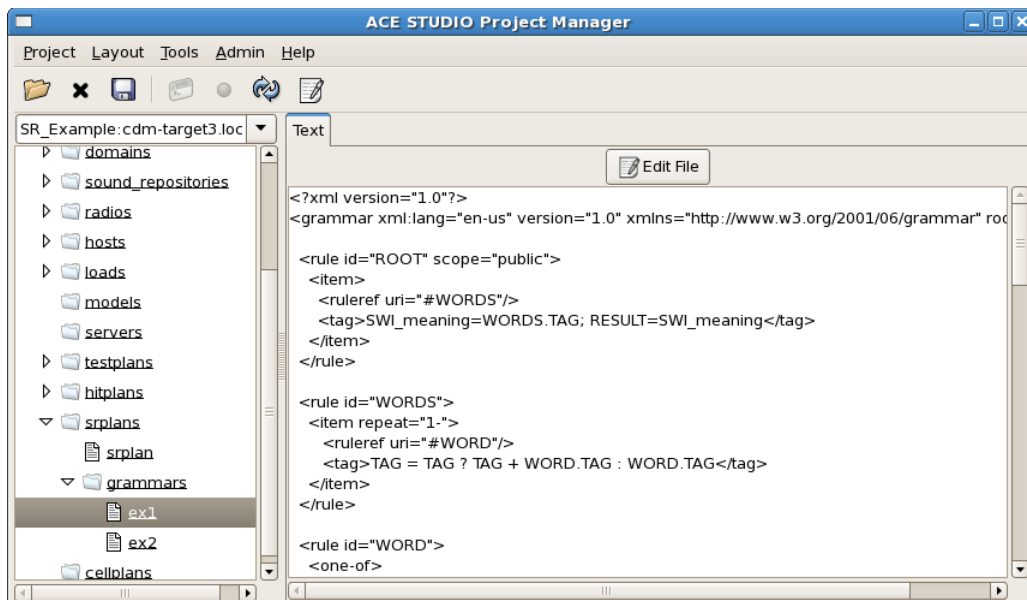 ACE STUDIO Project Manager
Project Layout Tools Admin Help
SR_Example:cdm-target3.loc
domains
sound_repositories
radios
hosts
loads
models
servers
testplans
hitplans
srplans
srplan
grammars
ex1
ex2
cellplans
Text
Edit File
<?xml version="1.0"?>
<grammar xml:lang="en-us" version="1.0" xmlns="http://www.w3.org/2001/06/grammar" roo
<rule id="ROOT" scope="public">
<item>
<ruleref uri="#WORDS"/>
<tag>SWI_meaning=WORDS.TAG; RESULT=SWI_meaning</tag>
</item>
</rule>
<rule id="WORDS">
<item repeat="1-">
<ruleref uri="#WORD"/>
<tag>TAG = TAG ? TAG + WORD.TAG : WORD.TAG</tag>
</item>
</rule>
<rule id="WORD">
<one-of>